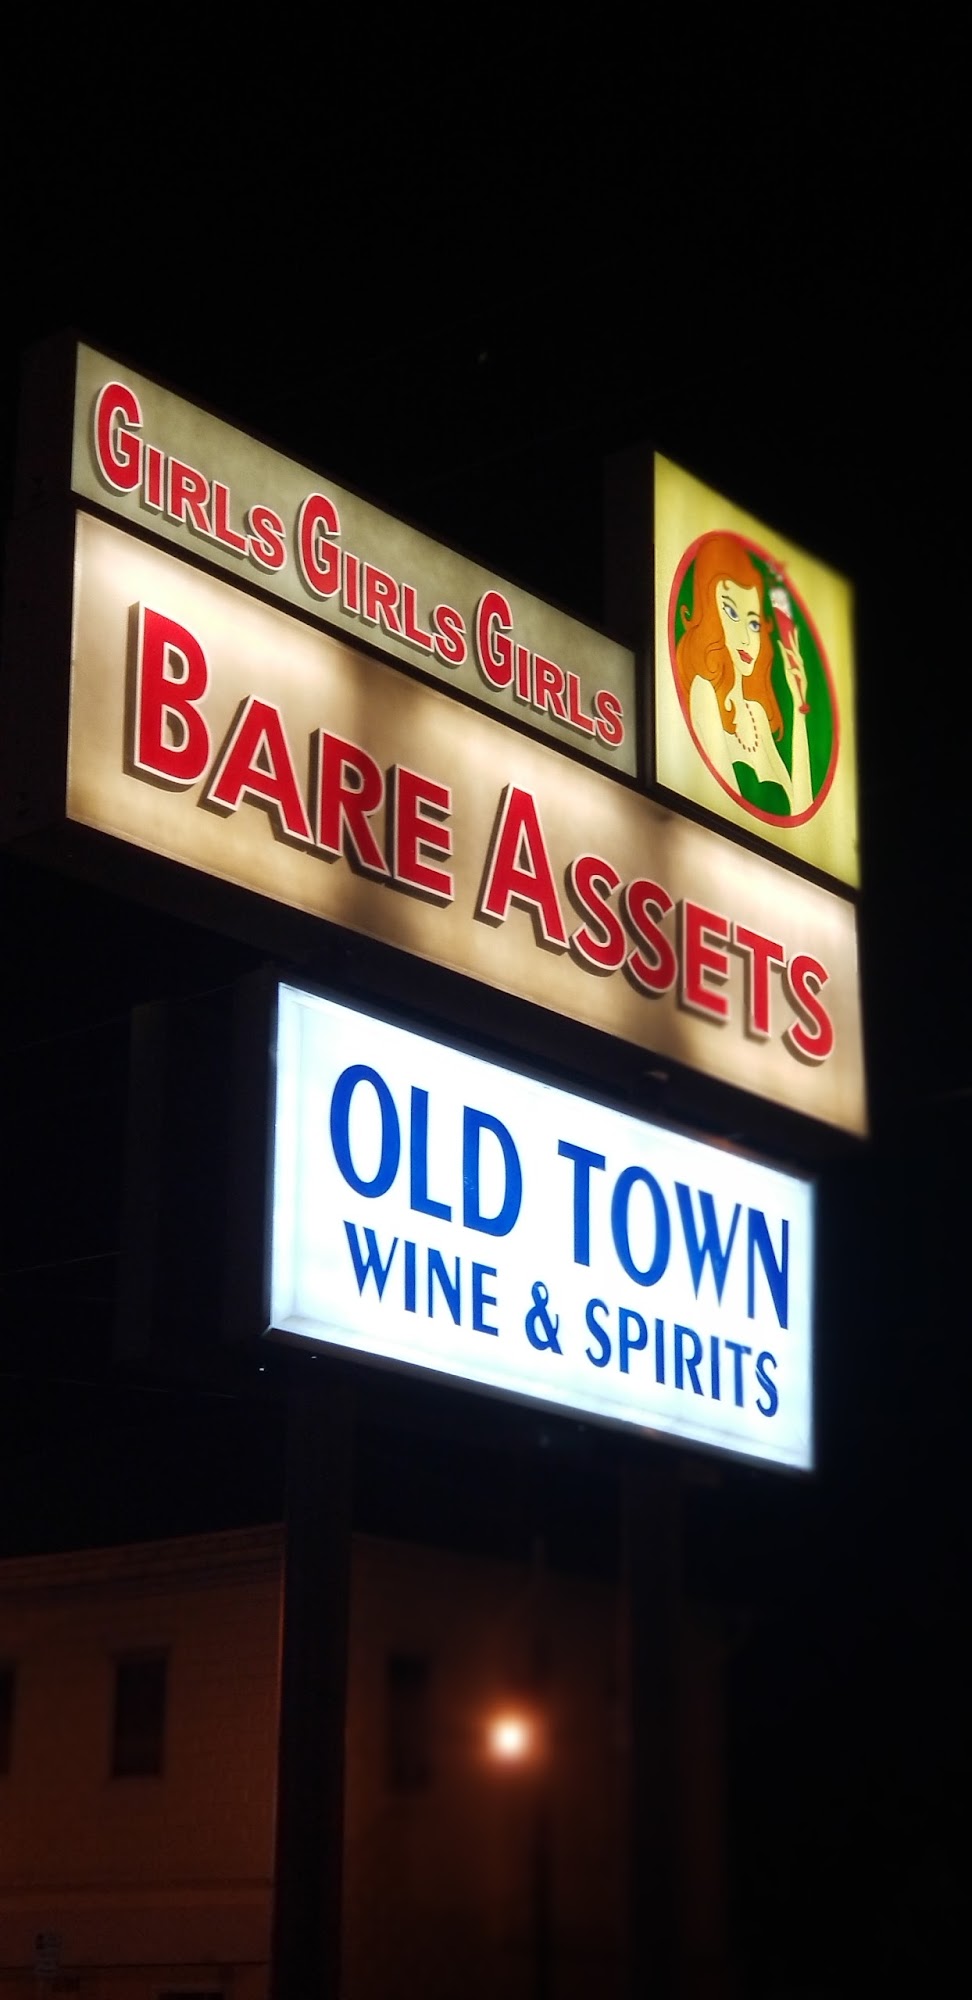 GIRLS GIRLS GIRLS
BARE ASSETS
OLD TOWN
WINE & SPIRITS